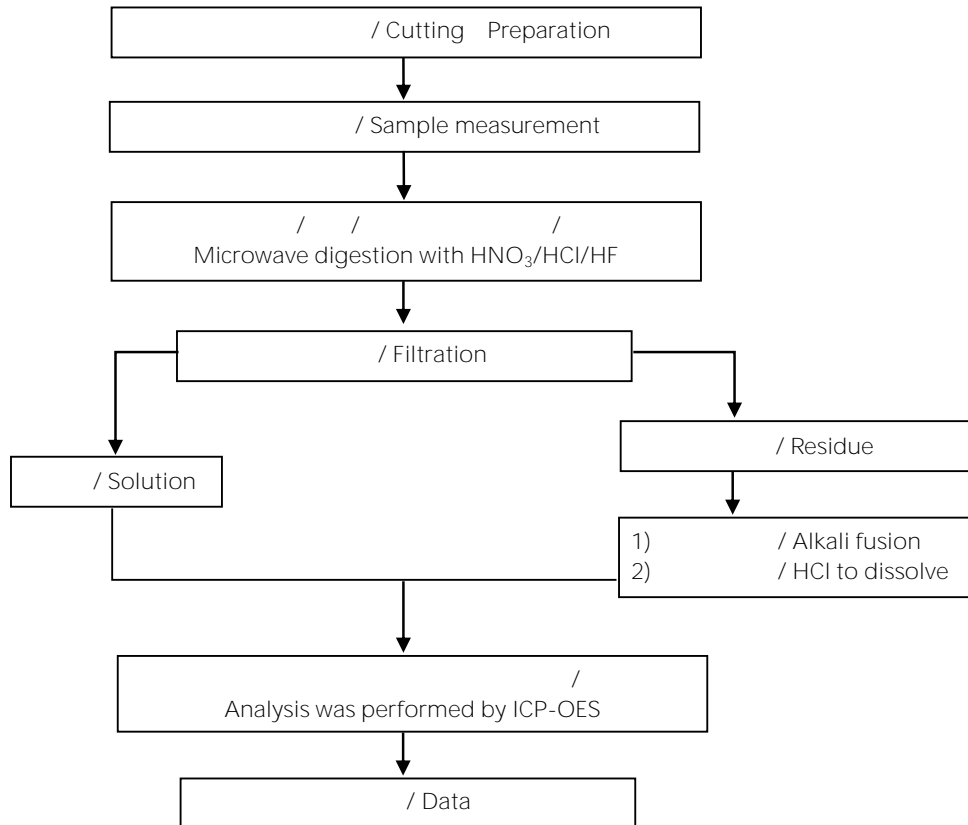 / Cutting Preparation
/ Sample measurement
/ / /
Microwave digestion with HNO₃/HCl/HF
/ Filtration
/ Residue
/ Solution
1) / Alkali fusion
2) / HCl to dissolve
/
Analysis was performed by ICP-OES
/ Data